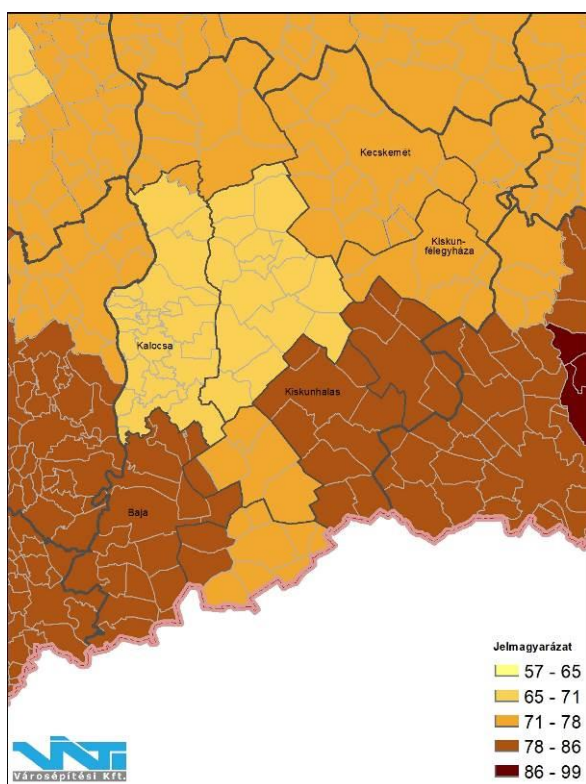 Kecskemét
Kiskun-
félegyháza
Kalocsa
Kiskunhalas
Baja
Jelmagyarázat
57 - 65
65 - 71
71 - 78
78 - 86
86 - 99
VÁTI
Városépítési Kft.